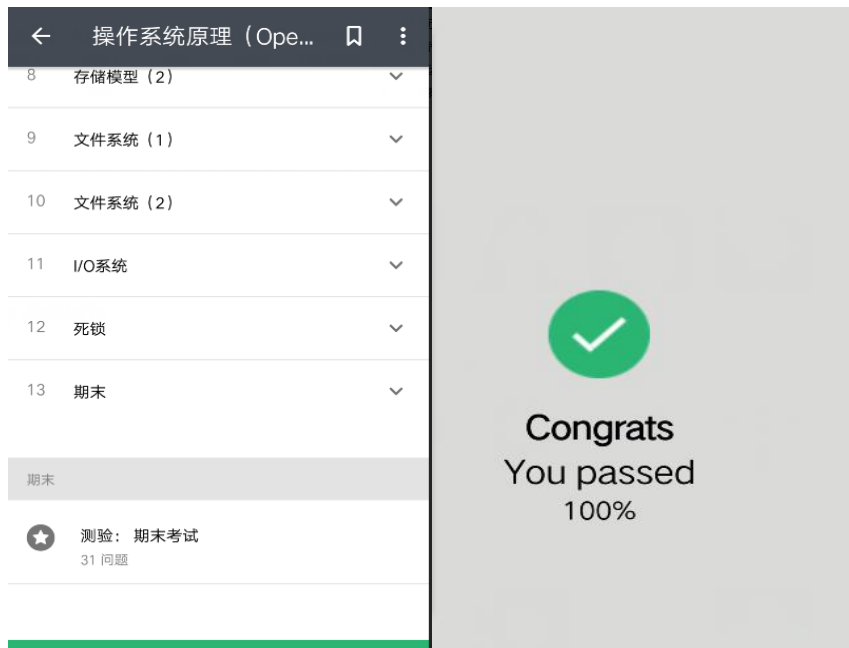 操作系统原理（Ope...
8 存储模型（2）
9 文件系统（1）
10 文件系统（2）
11 I/O系统
12 死锁
13 期末
期末
测验： 期末考试
31 问题
Congrats
You passed
100%